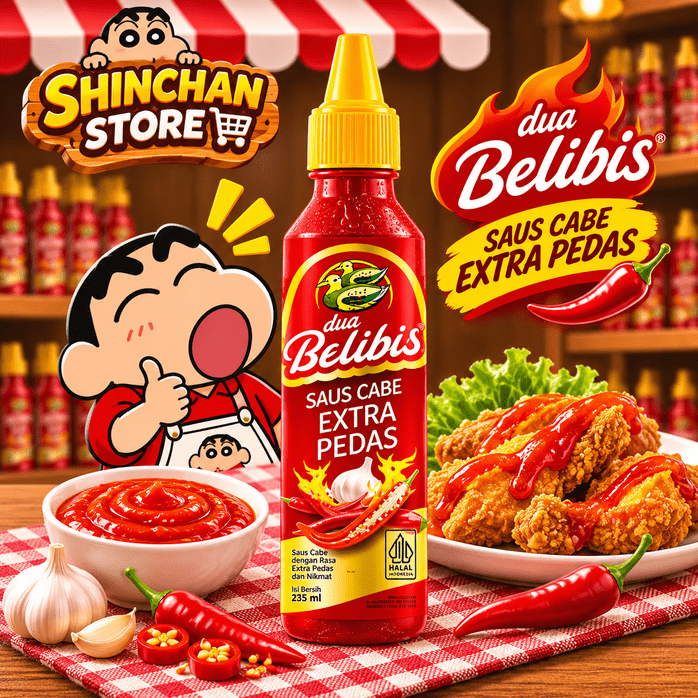 SHINCHAN
STORE
dua
Belibis®
SAUS CABE
EXTRA PEDAS
dua
Belibis®
SAUS CABE
EXTRA
PEDAS
Saus Cabe
dengan Rasa
Extra Pedas
dan Nikmat
Isi Bersih
235 ml
HALAL
INDONESIA